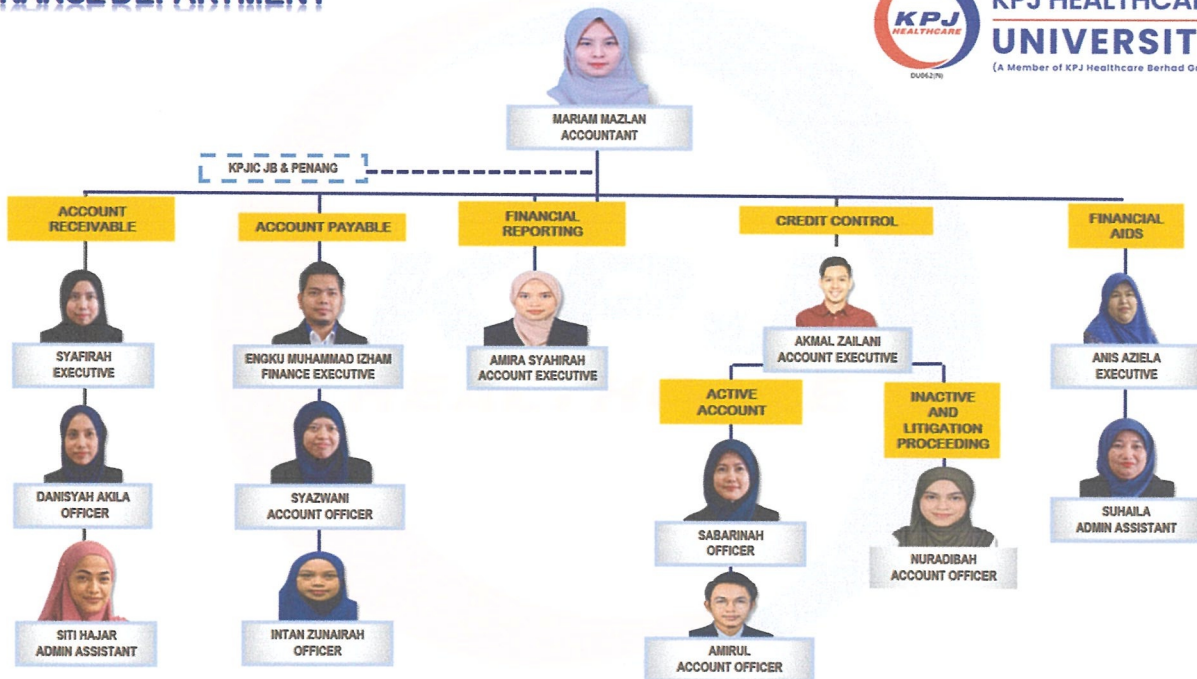 KPJ
HEALTHCARE
DU062(N)
KPJ HEALTHCAR
UNIVERSIT
(A Member of KPJ Healthcare Berhad G
MARIAM MAZLAN
ACCOUNTANT
KPJIC JB & PENANG
ACCOUNT
RECEIVABLE
SYAFIRAH
EXECUTIVE
DANISYAH AKILA
OFFICER
SITI HAJAR
ADMIN ASSISTANT
ACCOUNT PAYABLE
ENGKU MUHAMMAD IZHAM
FINANCE EXECUTIVE
SYAZWANI
ACCOUNT OFFICER
INTAN ZUNAIRAH
OFFICER
FINANCIAL
REPORTING
AMIRA SYAHIRAH
ACCOUNT EXECUTIVE
CREDIT CONTROL
AKMAL ZAILANI
ACCOUNT EXECUTIVE
ACTIVE
ACCOUNT
SABARINAH
OFFICER
AMIRUL
ACCOUNT OFFICER
INACTIVE
AND
LITIGATION
PROCEEDING
NURADIBAH
ACCOUNT OFFICER
FINANCIAL
AIDS
ANIS AZIELA
EXECUTIVE
SUHAILA
ADMIN ASSISTANT